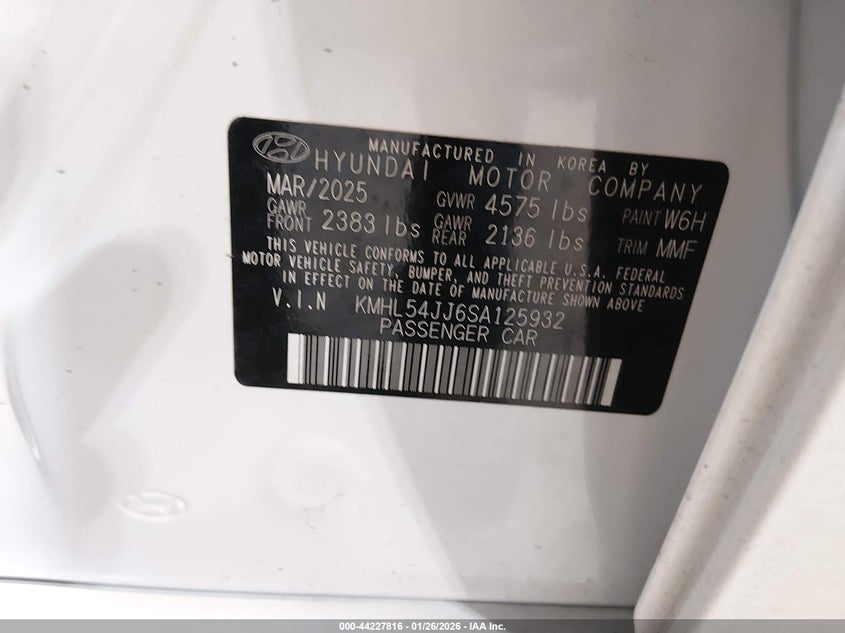 MANUFACTURED IN KOREA BY
HYUNDAI MOTOR COMPANY
MAR/2025 GVWR 4575 lbs PAINT W6H
GAWR FRONT 2383 lbs GAWR REAR 2136 lbs TRIM MMF
THIS VEHICLE CONFORMS TO ALL APPLICABLE U.S.A. FEDERAL
MOTOR VEHICLE SAFETY, BUMPER, AND THEFT PREVENTION STANDARDS
IN EFFECT ON THE DATE OF MANUFACTURE SHOWN ABOVE
V.I.N KMHL54JJ6SA125932
PASSENGER CAR
000-44227816 - 01/26/2026 - IAA Inc.